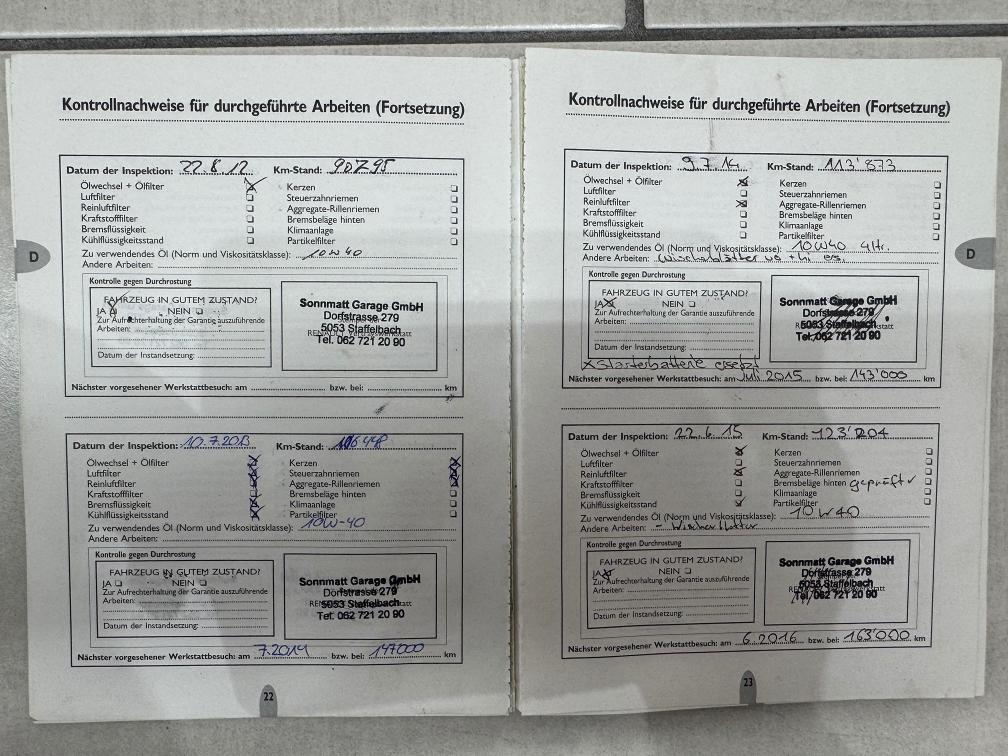 Kontrollnachweise für durchgeführte Arbeiten (Fortsetzung)
Datum der Inspektion: 22.8.12 Km-Stand: 90795
Ölwechsel + Ölfilter Kerzen
Luftfilter Steuerzahnriemen
Reinluftfilter Aggregate-Rillenriemen
Kraftstofffilter Bremsbeläge hinten
Bremsflüssigkeit Klimaanlage
Kühlflüssigkeitsstand Partikelfilter
Zu verwendetes Öl (Norm und Viskositätsklasse): 10W40
Andere Arbeiten:
Kontrolle gegen Durchrostung
FAHRZEUG IN GUTEM ZUSTAND?
JA NEIN
Zur Aufrechterhaltung der Garantie auszuführende
Arbeiten:
Datum der Instandsetzung:
Sonnmatt Garage GmbH
Dorfstrasse 279
5053 Staffelbach
Tel. 062 721 20 90
Nächster vorgesehener Werkstattbesuch: am bzw. bei: km
Datum der Inspektion: 10.7.2013 Km-Stand: 106448
Ölwechsel + Ölfilter Kerzen
Luftfilter Steuerzahnriemen
Reinluftfilter Aggregate-Rillenriemen
Kraftstofffilter Bremsbeläge hinten
Bremsflüssigkeit Klimaanlage
Kühlflüssigkeitsstand Partikelfilter
Zu verwendetes Öl (Norm und Viskositätsklasse): 10W-40
Andere Arbeiten:
Kontrolle gegen Durchrostung
FAHRZEUG IN GUTEM ZUSTAND?
JA NEIN
Zur Aufrechterhaltung der Garantie auszuführende
Arbeiten:
Datum der Instandsetzung:
Sonnmatt Garage GmbH
Dorfstrasse 279
5053 Staffelbach
Tel. 062 721 20 90
Nächster vorgesehener Werkstattbesuch: am 7.2014 bzw. bei: 147000 km
D
22
Kontrollnachweise für durchgeführte Arbeiten (Fortsetzung)
Datum der Inspektion: 9.7.14 Km-Stand: 113'873
Ölwechsel + Ölfilter Kerzen
Luftfilter Steuerzahnriemen
Reinluftfilter Aggregate-Rillenriemen
Kraftstofffilter Bremsbeläge hinten
Bremsflüssigkeit Klimaanlage
Kühlflüssigkeitsstand Partikelfilter
Zu verwendetes Öl (Norm und Viskositätsklasse): 10W40 4ltr.
Andere Arbeiten: Wischerblätter vo + hi ers.
Kontrolle gegen Durchrostung
FAHRZEUG IN GUTEM ZUSTAND?
JA NEIN
Zur Aufrechterhaltung der Garantie auszuführende
Arbeiten:
Datum der Instandsetzung:
Sonnmatt Garage GmbH
Dorfstrasse 279
5053 Staffelbach
Tel. 062 721 20 90
x Starterbatterie ersetzt
Nächster vorgesehener Werkstattbesuch: am Juli 2015 bzw. bei: 143'000 km
Datum der Inspektion: 22.6.15 Km-Stand: 123'204
Ölwechsel + Ölfilter Kerzen
Luftfilter Steuerzahnriemen
Reinluftfilter Aggregate-Rillenriemen
Kraftstofffilter Bremsbeläge hinten geprüft
Bremsflüssigkeit Klimaanlage
Kühlflüssigkeitsstand Partikelfilter
Zu verwendetes Öl (Norm und Viskositätsklasse): 10W40
Andere Arbeiten: - Wischerblätter
Kontrolle gegen Durchrostung
FAHRZEUG IN GUTEM ZUSTAND?
JA NEIN
Zur Aufrechterhaltung der Garantie auszuführende
Arbeiten:
Datum der Instandsetzung:
Sonnmatt Garage GmbH
Dorfstrasse 279
5053 Staffelbach
Tel. 062 721 20 90
Nächster vorgesehener Werkstattbesuch: am 6.2016 bzw. bei: 163'000 km
D
23